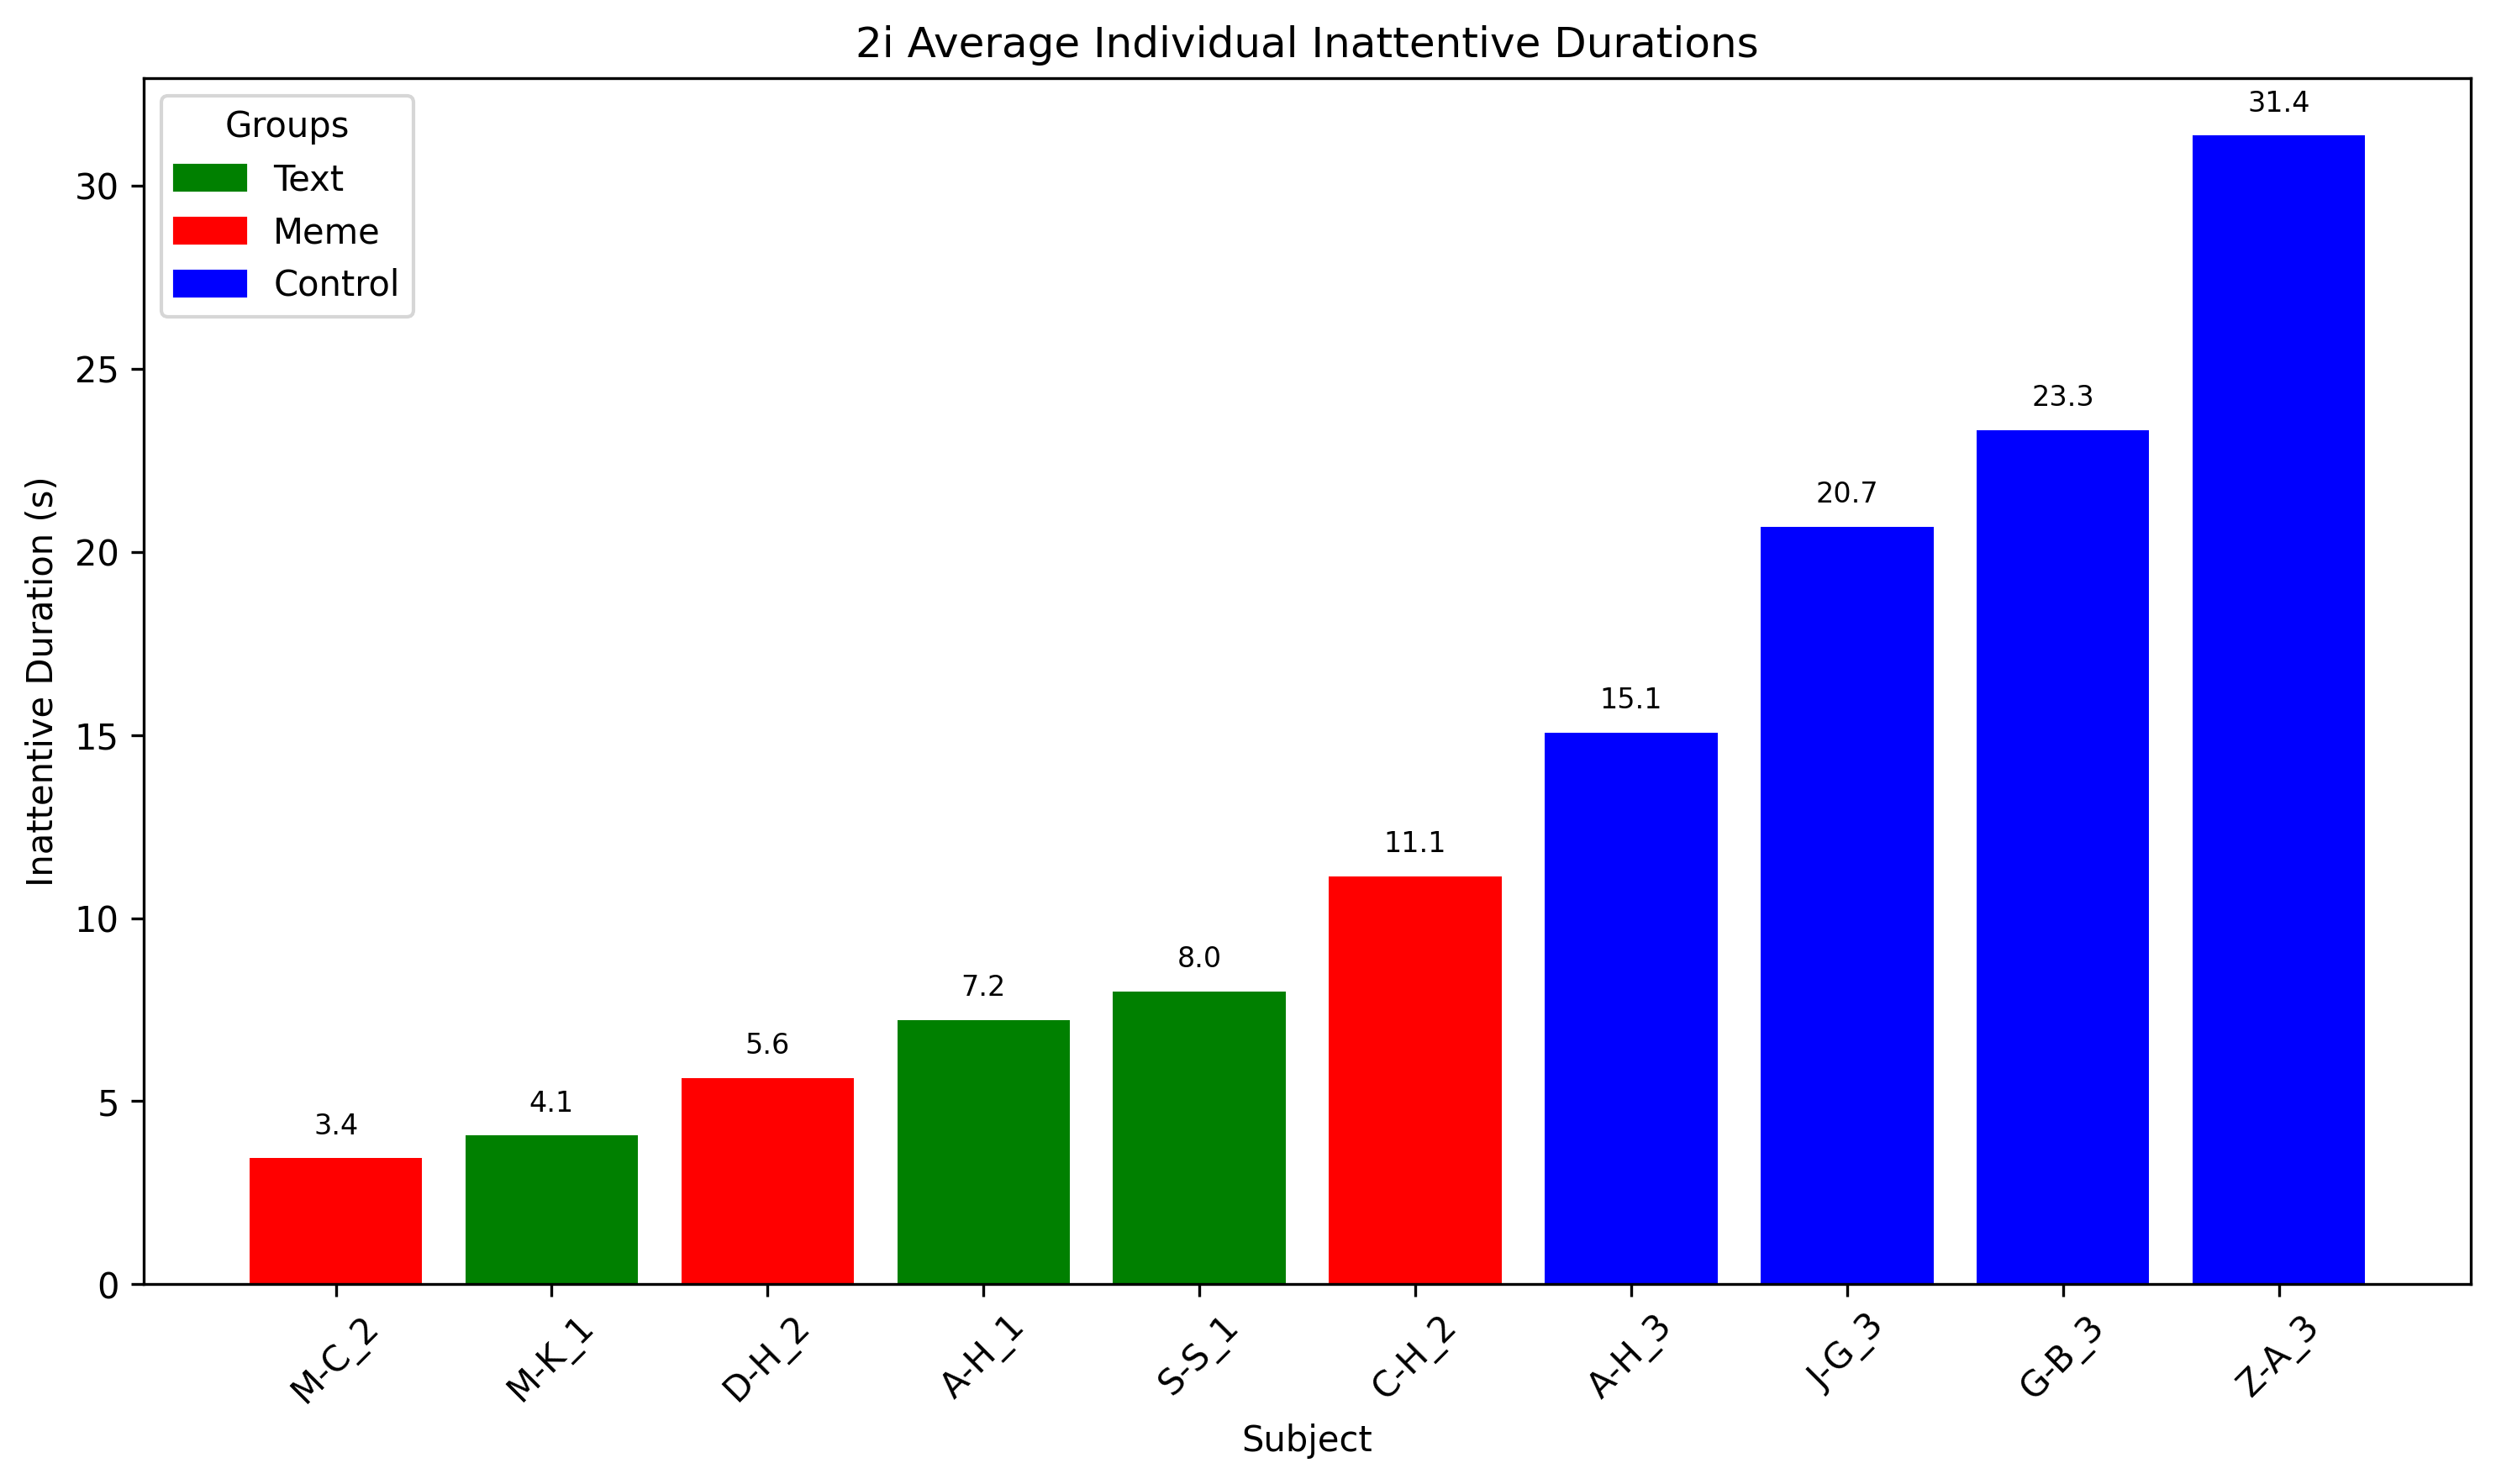 2i Average Individual Inattentive Durations
Groups
Text
Meme
Control
Inattentive Duration (s)
30
25
20
15
10
5
0
3.4
4.1
5.6
7.2
8.0
11.1
15.1
20.7
23.3
31.4
M-C_2
M-K_1
D-H_2
A-H_1
S-S_1
C-H_2
A-H_3
J-G_3
G-B_3
Z-A_3
Subject